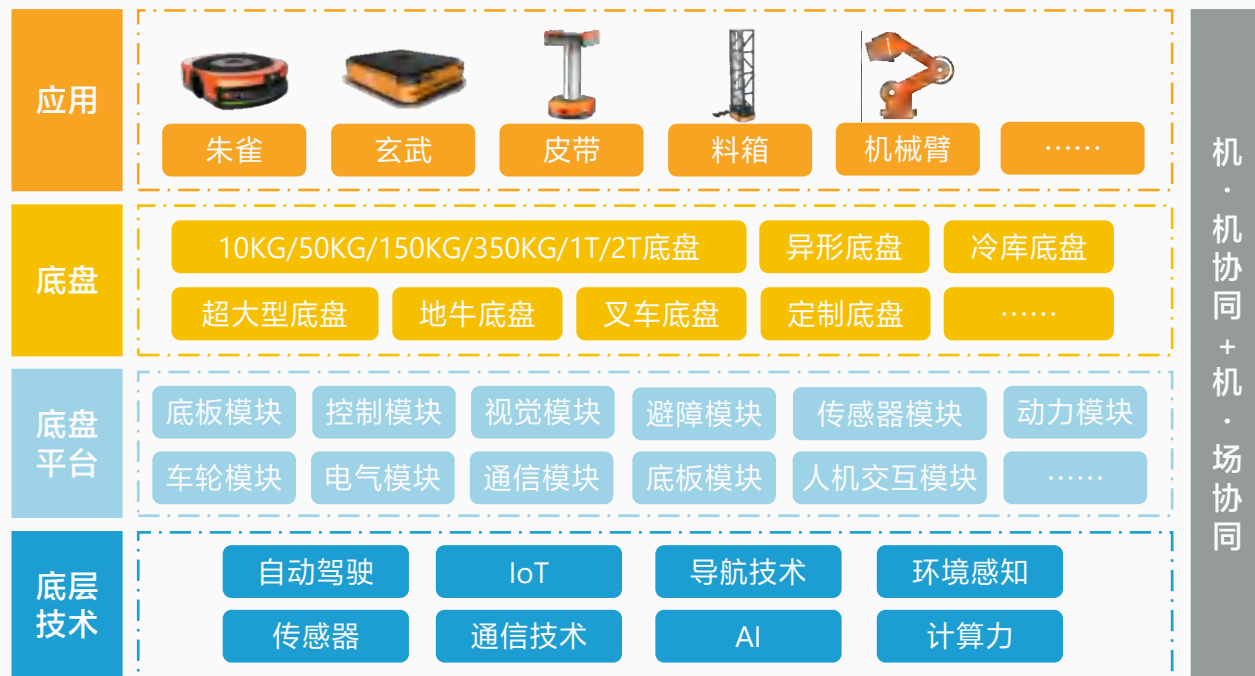 应用
朱雀
玄武
皮带
料箱
机械臂
……
底盘
10KG/50KG/150KG/350KG/1T/2T底盘
异形底盘
冷库底盘
超大型底盘
地牛底盘
叉车底盘
定制底盘
……
底盘
平台
底板模块
控制模块
视觉模块
避障模块
传感器模块
动力模块
车轮模块
电气模块
通信模块
底板模块
人机交互模块
……
底层
技术
自动驾驶
IoT
导航技术
环境感知
传感器
通信技术
AI
计算力
机·机协同+机·场协同